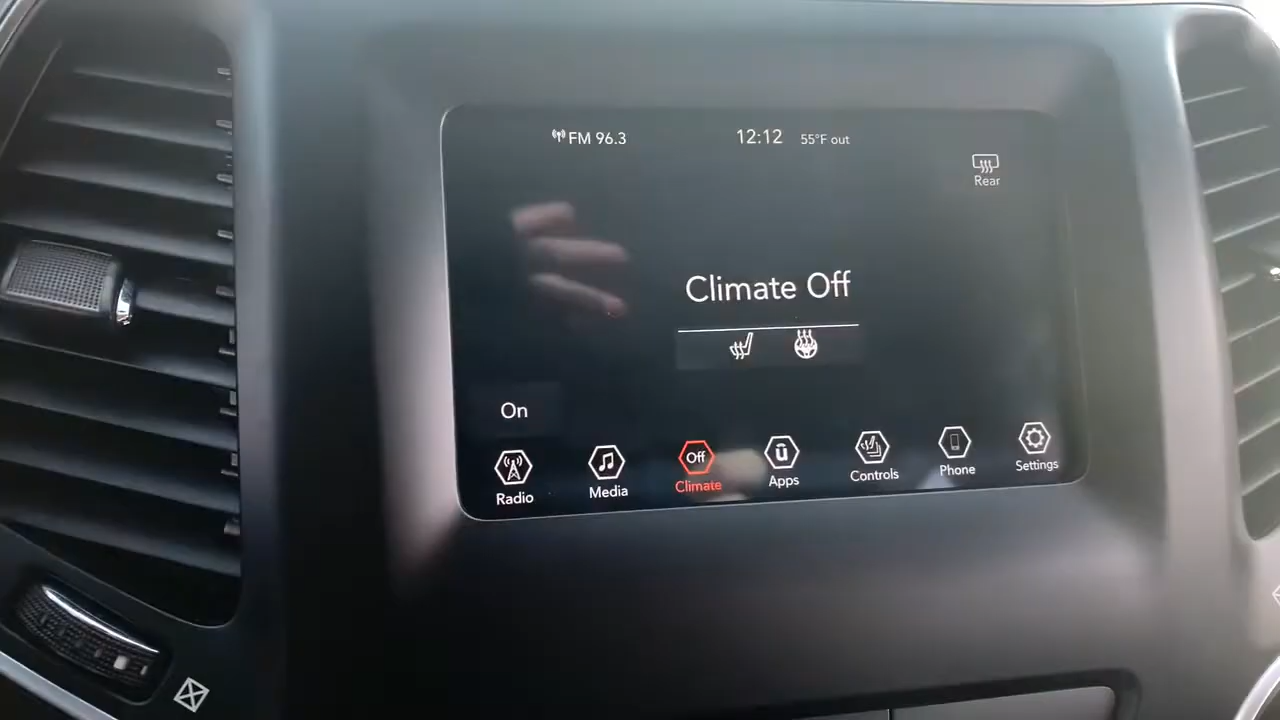 FM 96.3
12:12
55°F out
Rear
Climate Off
On
Off
Radio
Media
Climate
Apps
Controls
Phone
Settings